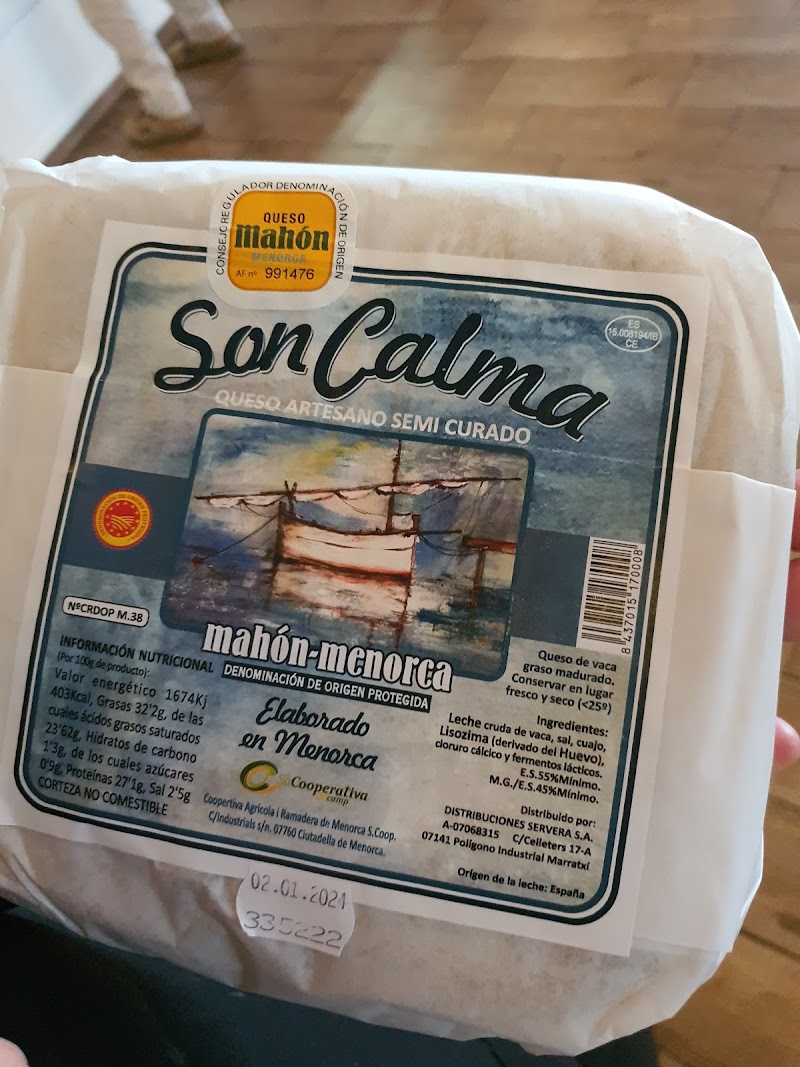 CONSEJO REGULADOR DENOMINACIÓN DE ORIGEN
QUESO
Mahón
MENORCA
AF nº 991476
Son Calma
QUESO ARTESANO SEMI CURADO
ES
15.008194/IB
CE
NºCRDOP M.38
8 437015 170008
mahón-menorca
DENOMINACIÓN DE ORIGEN PROTEGIDA
Elaborado
en Menorca
Cooperativa
camp
Coopertiva Agrícola i Ramadera de Menorca S.Coop.
C/Industrials s/n. 07760 Ciutadella de Menorca.
INFORMACIÓN NUTRICIONAL
(Por 100g de producto):
Valor energético 1674Kj
403Kcal, Grasas 32'2g, de las
cuales ácidos grasos saturados
23'62g, Hidratos de carbono
1'3g, de los cuales azúcares
0'9g, Proteínas 27'1g, Sal 2'5g
CORTEZA NO COMESTIBLE
Queso de vaca
graso madurado.
Conservar en lugar
fresco y seco (<25º)
Ingredientes:
Leche cruda de vaca, sal, cuajo,
Lisozima (derivado del Huevo),
cloruro cálcico y fermentos lácticos.
E.S.55%Mínimo.
M.G./E.S.45%Mínimo.
Distribuido por:
DISTRIBUCIONES SERVERA S.A.
A-07068315 C/Celleters 17-A
07141 Polígono Industrial Marratxí
Origen de la leche: España
02.01.2024
335222